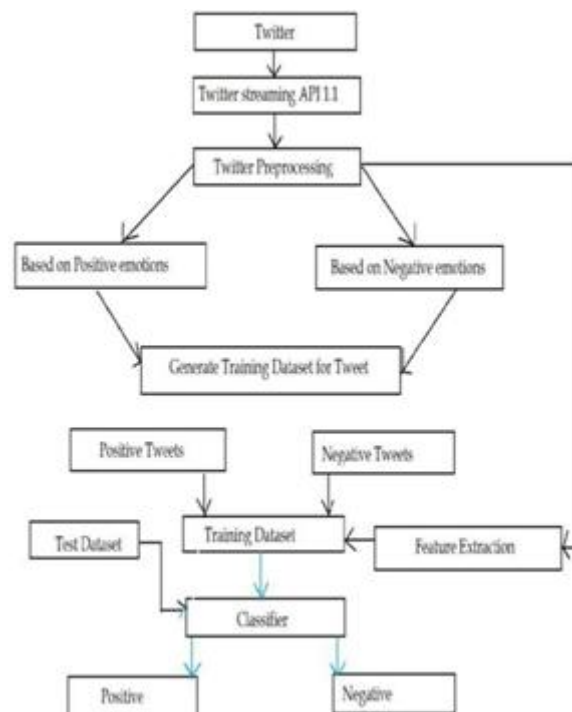 Twitter
Twitter streaming API 1.1
Twitter Preprocessing
Based on Positive emotions
Based on Negative emotions
Generate Training Dataset for Tweet
Positive Tweets
Negative Tweets
Test Dataset
Training Dataset
Feature Extraction
Classifier
Positive
Negative